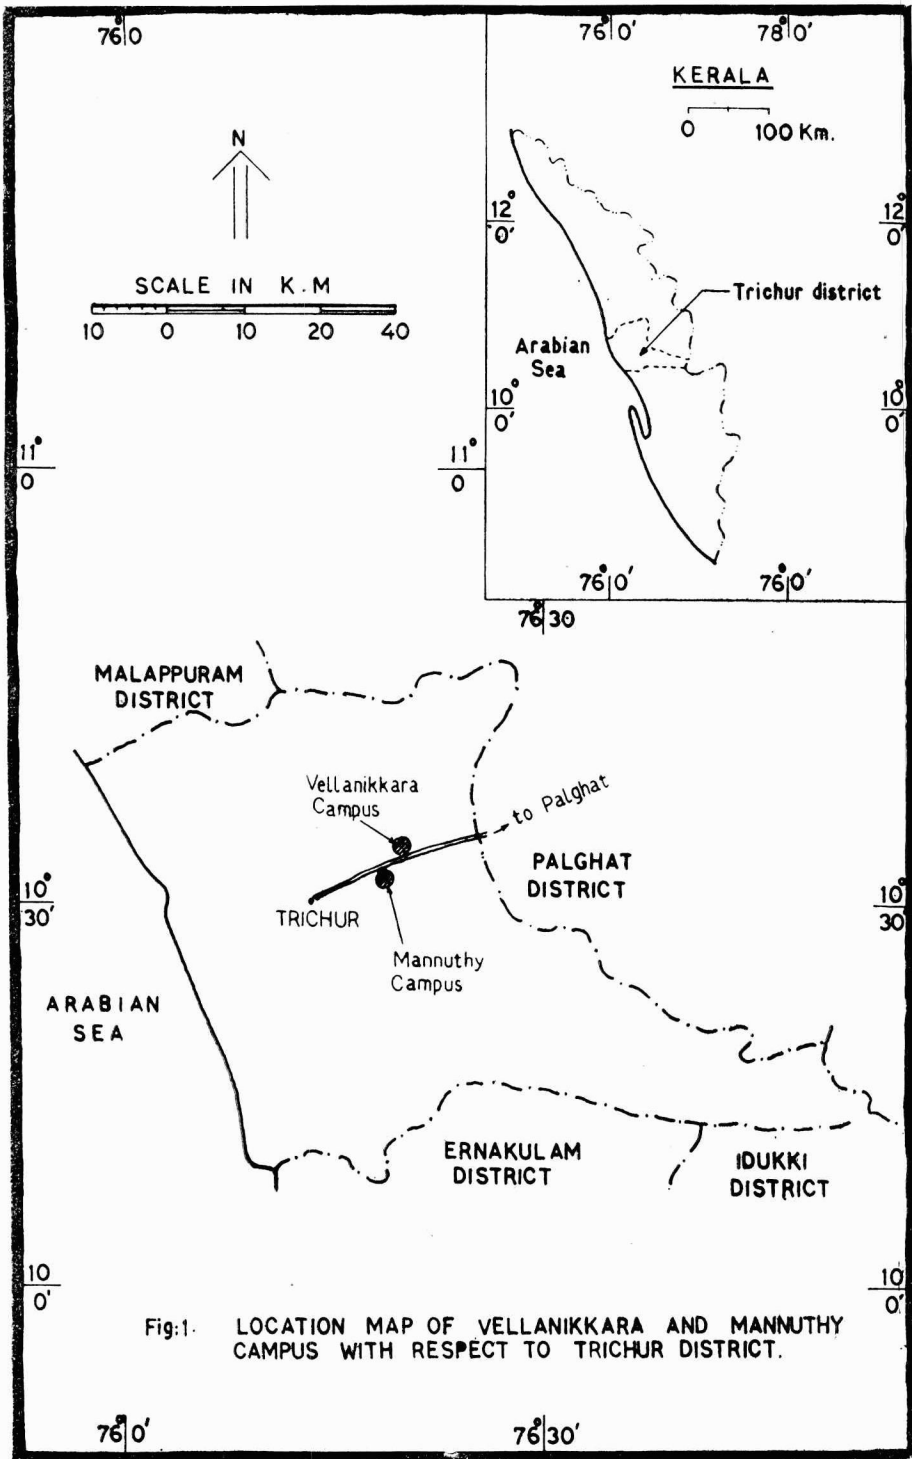 76°0
76°0'
78°0'
KERALA
0 100 Km.
N
12°
0'
12°
0'
SCALE IN K.M
10 0 10 20 40
Trichur district
Arabian
Sea
10°
0'
10°
0'
11°
0
11°
0
76°0'
76°0'
76°30
MALAPPURAM
DISTRICT
Vellanikkara
Campus
to Palghat
PALGHAT
DISTRICT
10°
30'
10°
30'
TRICHUR
Mannuthy
Campus
ARABIAN
SEA
ERNAKULAM
DISTRICT
IDUKKI
DISTRICT
10
0'
10
0'
Fig:1. LOCATION MAP OF VELLANIKKARA AND MANNUTHY
CAMPUS WITH RESPECT TO TRICHUR DISTRICT.
76°0'
76°30'